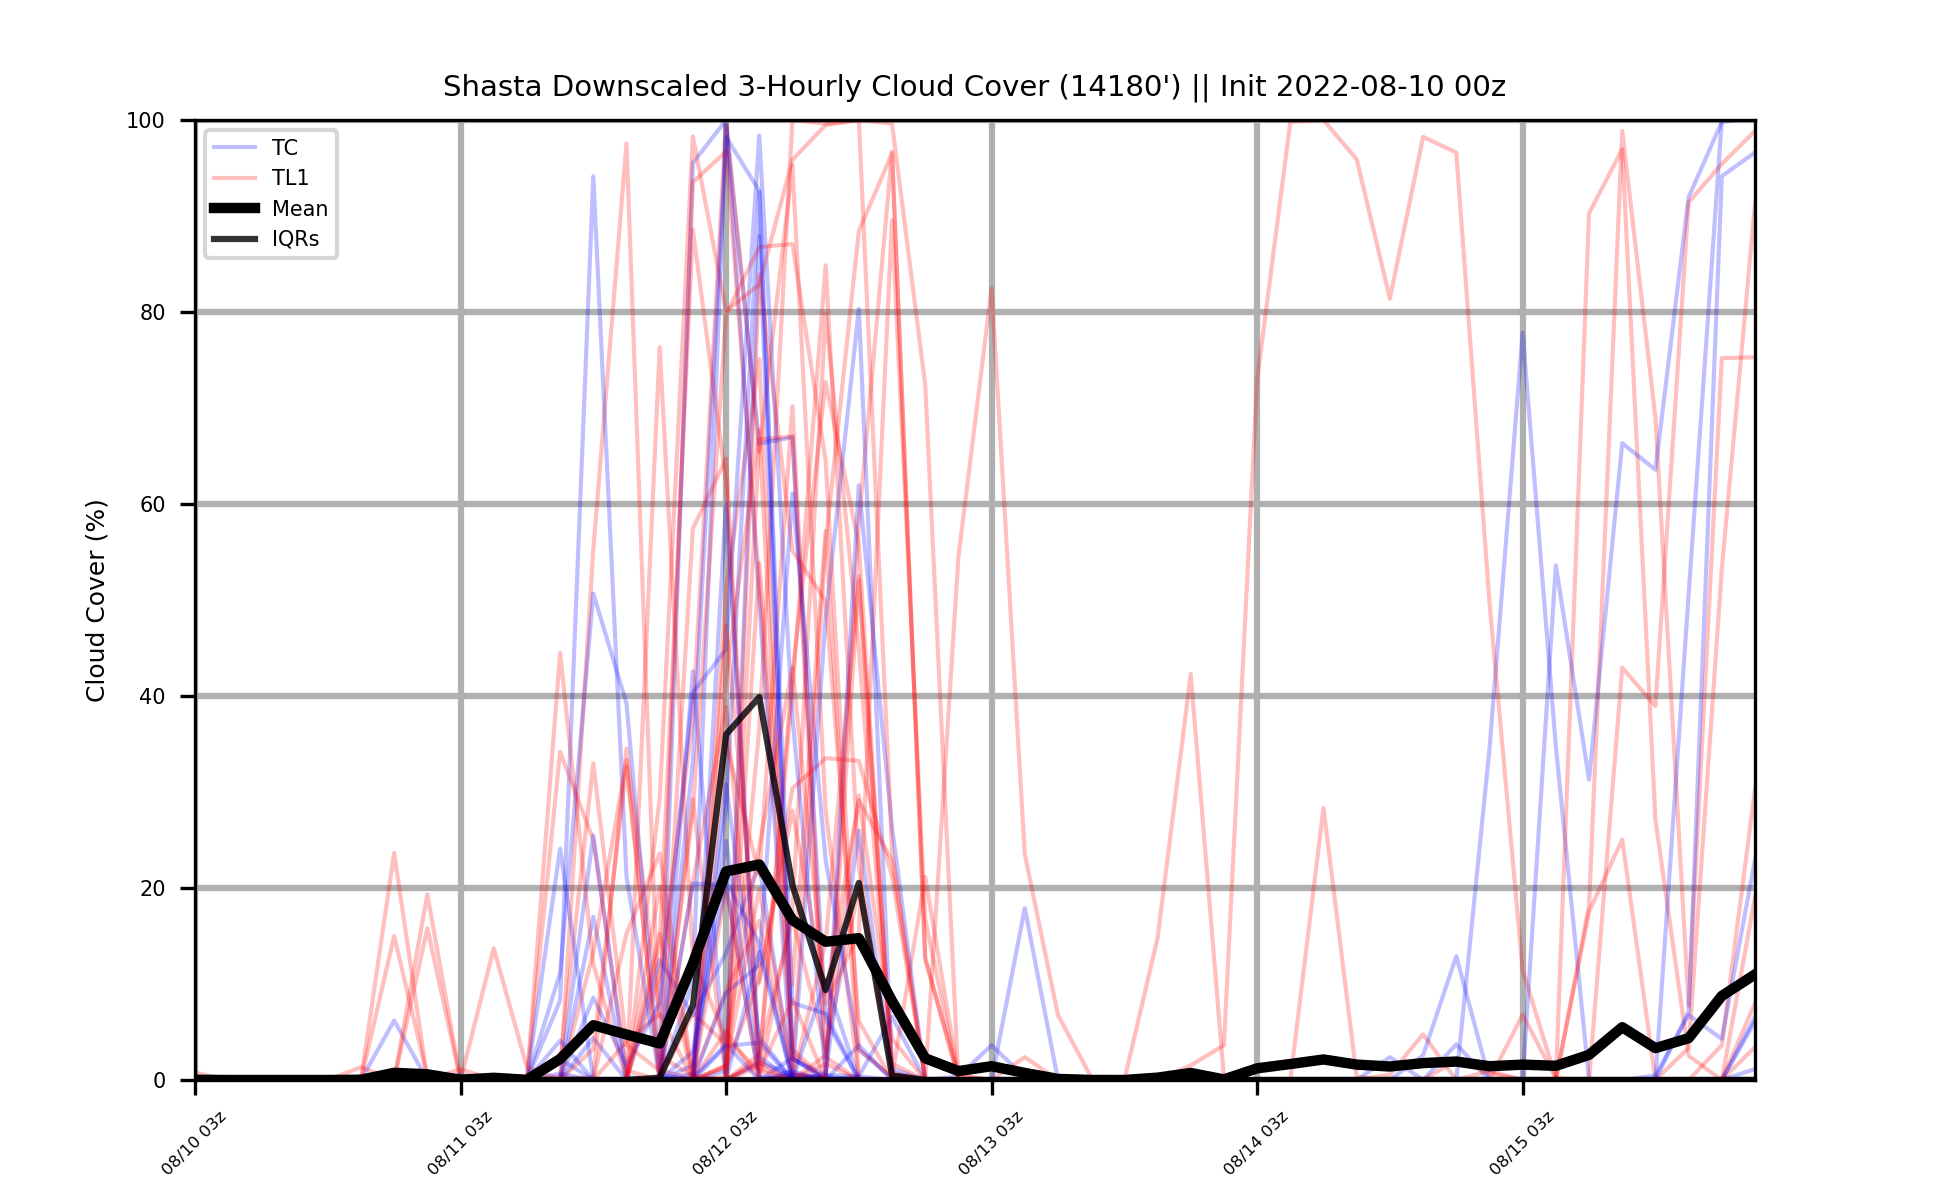 Shasta Downscaled 3-Hourly Cloud Cover (14180') || Init 2022-08-10 00z
100
80
60
40
20
0
Cloud Cover (%)
TC
TL1
Mean
IQRs
08/10 03z
08/11 03z
08/12 03z
08/13 03z
08/14 03z
08/15 03z